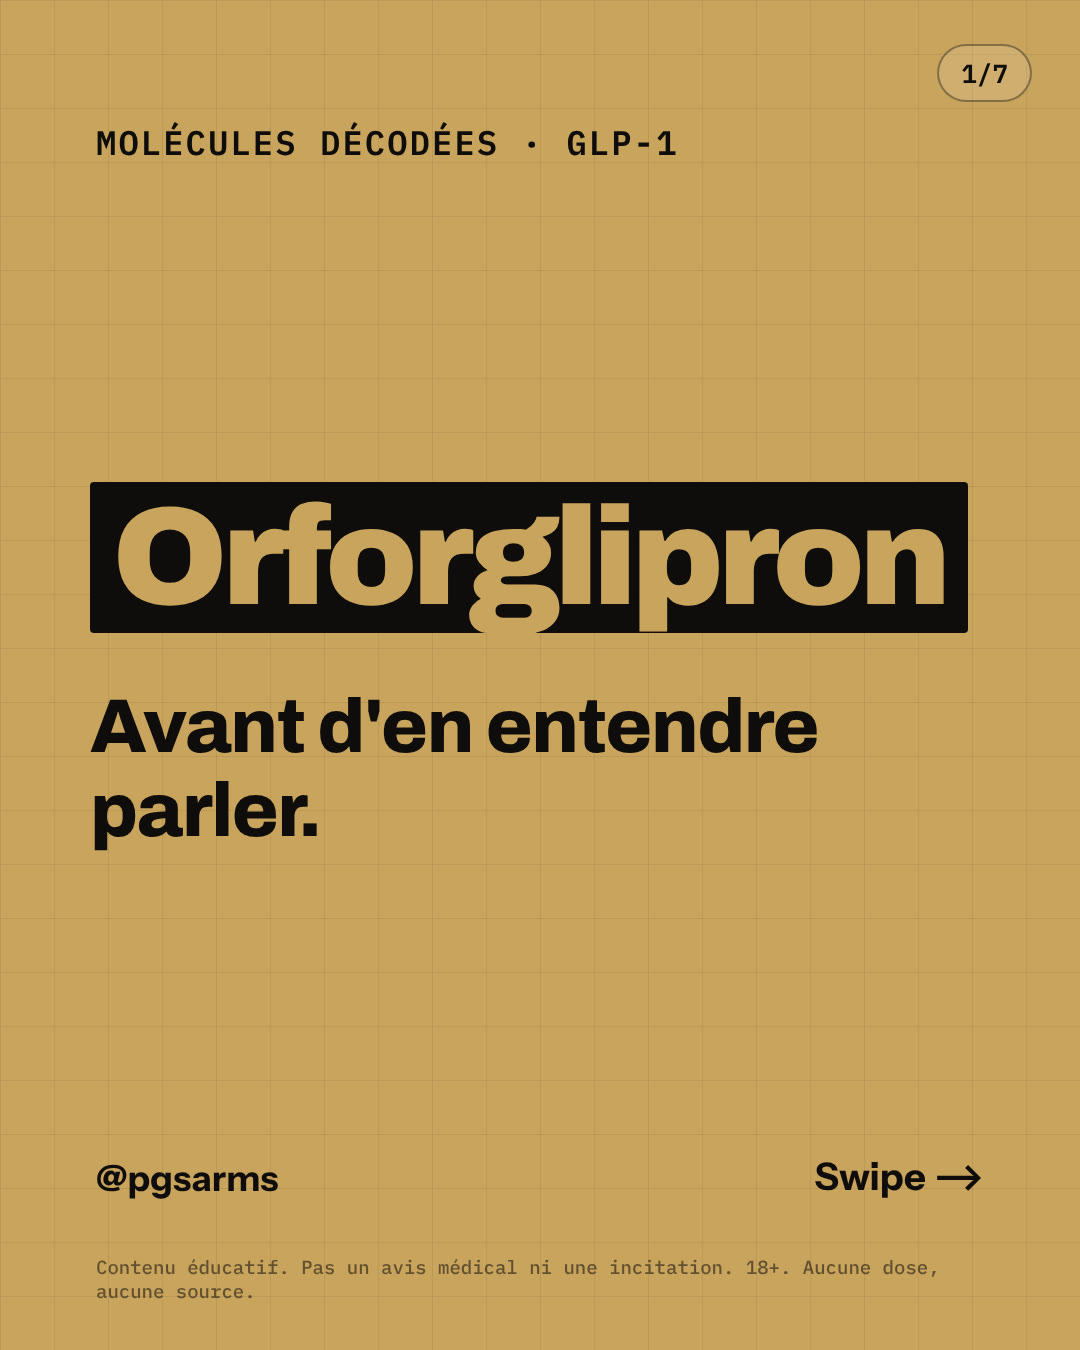 1/7
MOLÉCULES DÉCODÉES · GLP-1
Orforglipron
Avant d'en entendre
parler.
@pgsarms
Swipe →
Contenu éducatif. Pas un avis médical ni une incitation. 18+. Aucune dose,
aucune source.